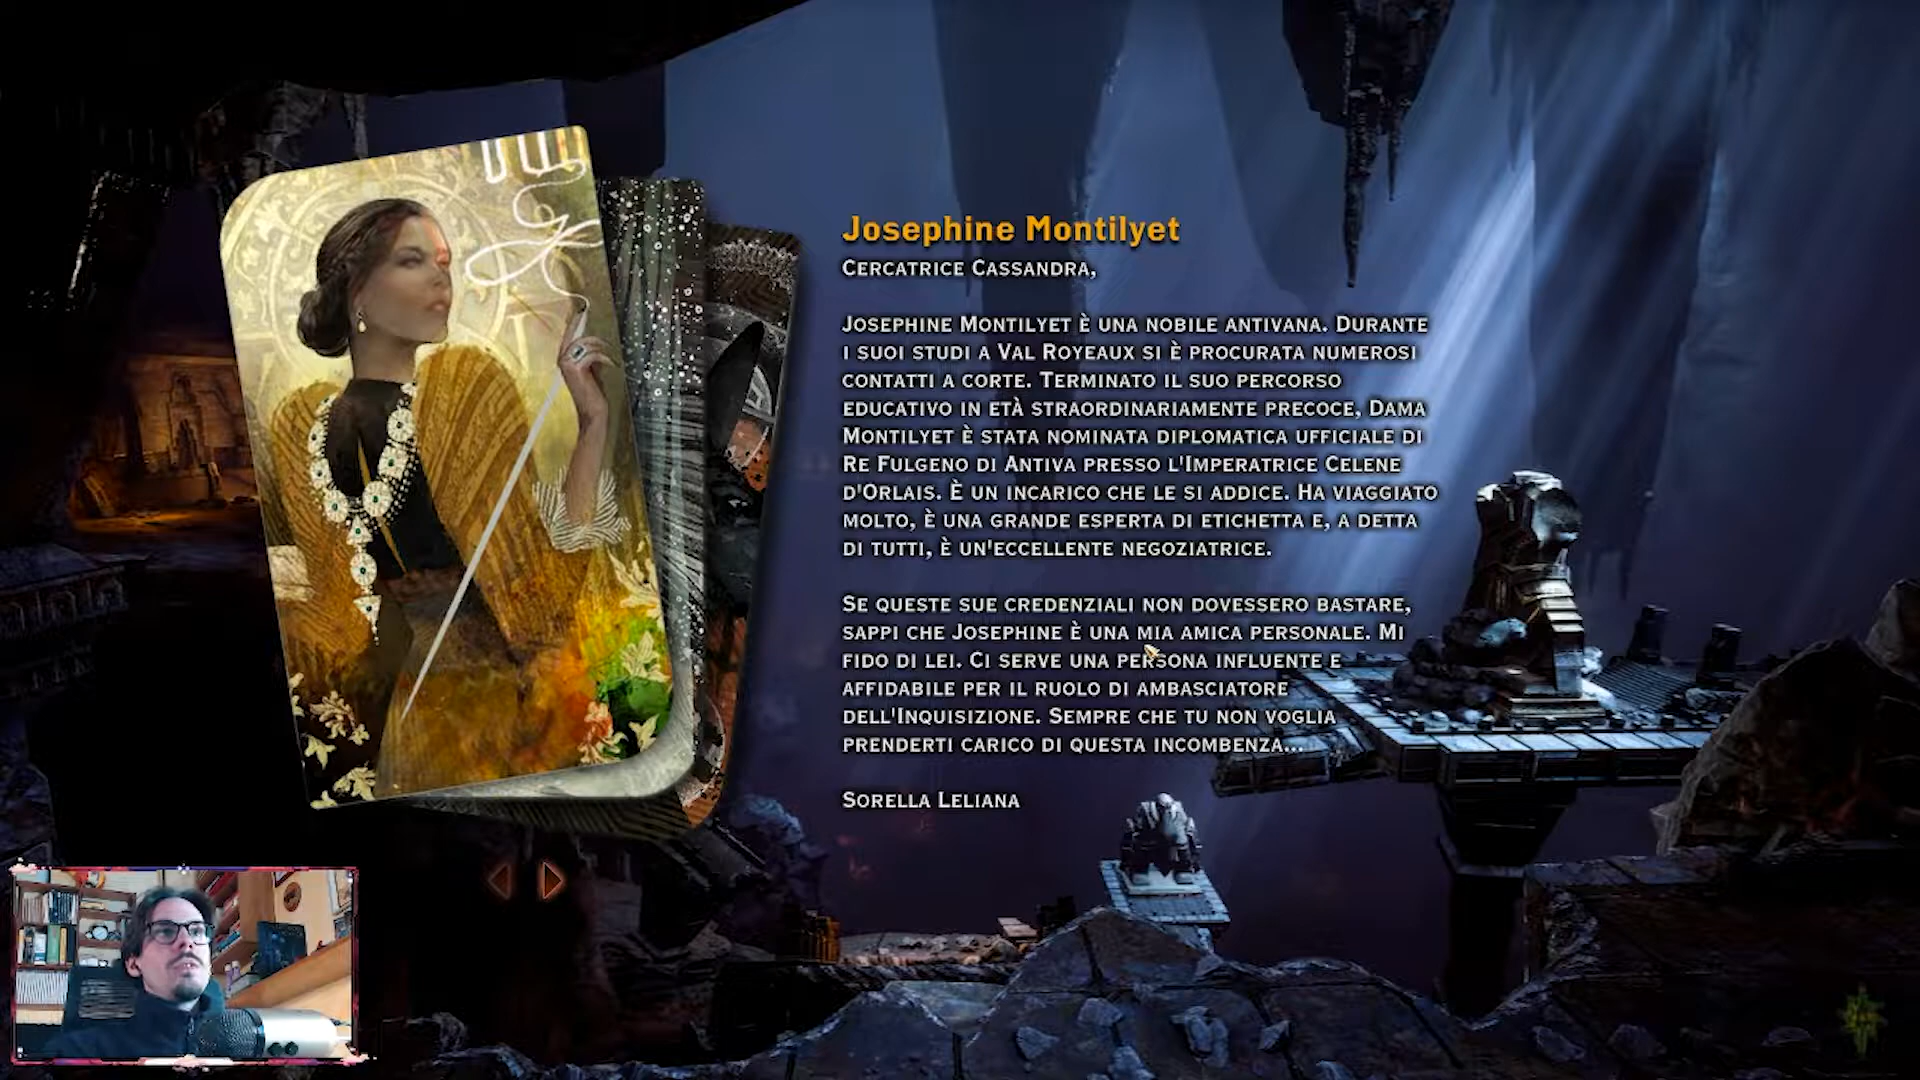 Josephine Montilyet
Cercatrice Cassandra,
Josephine Montilyet è una nobile antivana. Durante
i suoi studi a Val Royeaux si è procurata numerosi
contatti a corte. Terminato il suo percorso
educativo in età straordinariamente precoce, Dama
Montilyet è stata nominata diplomatica ufficiale di
Re Fulgeno di Antiva presso l'Imperatrice Celene
d'Orlais. È un incarico che le si addice. Ha viaggiato
molto, è una grande esperta di etichetta e, a detta
di tutti, è un'eccellente negoziatrice.
Se queste sue credenziali non dovessero bastare,
sappi che Josephine è una mia amica personale. Mi
fido di lei. Ci serve una persona influente e
affidabile per il ruolo di ambasciatore
dell'Inquisizione. Sempre che tu non voglia
prenderti carico di questa incombenza...
Sorella Leliana